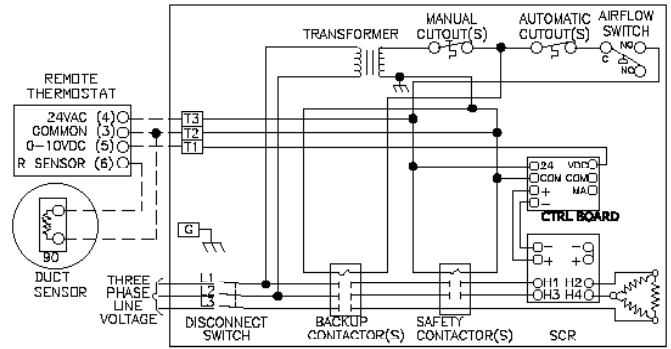 MANUAL
CUTOUT(S)
AUTOMATIC
CUTOUT(S)
AIRFLOW
SWITCH
TRANSFORMER
NO
C
NO
REMOTE
THERMOSTAT
24VAC (4)
COMMON (3)
0-10VDC (5)
R SENSOR (6)
T3
T2
T1
24 VDC
COM COM
+ MA
-
CTRL BOARD
90
DUCT
SENSOR
G
- -
+ +
H1 H2
H3 H4
THREE
PHASE
LINE
VOLTAGE
L1
DISCONNECT
SWITCH
BACKUP
CONTACTOR(S)
SAFETY
CONTACTOR(S)
SCR